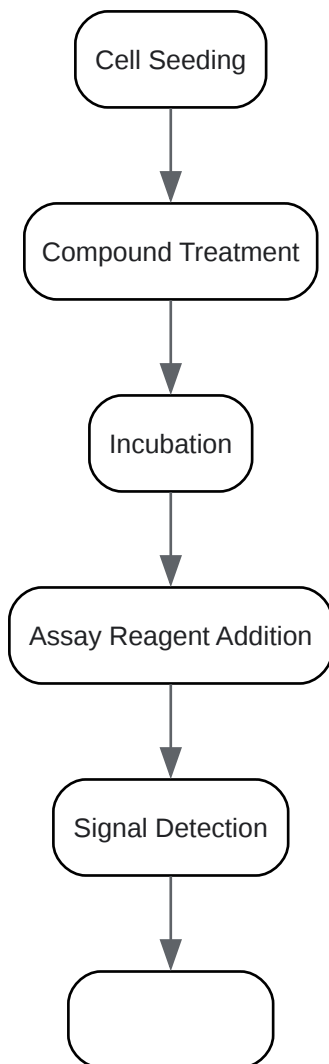 Cell Seeding
Compound Treatment
Incubation
Assay Reagent Addition
Signal Detection